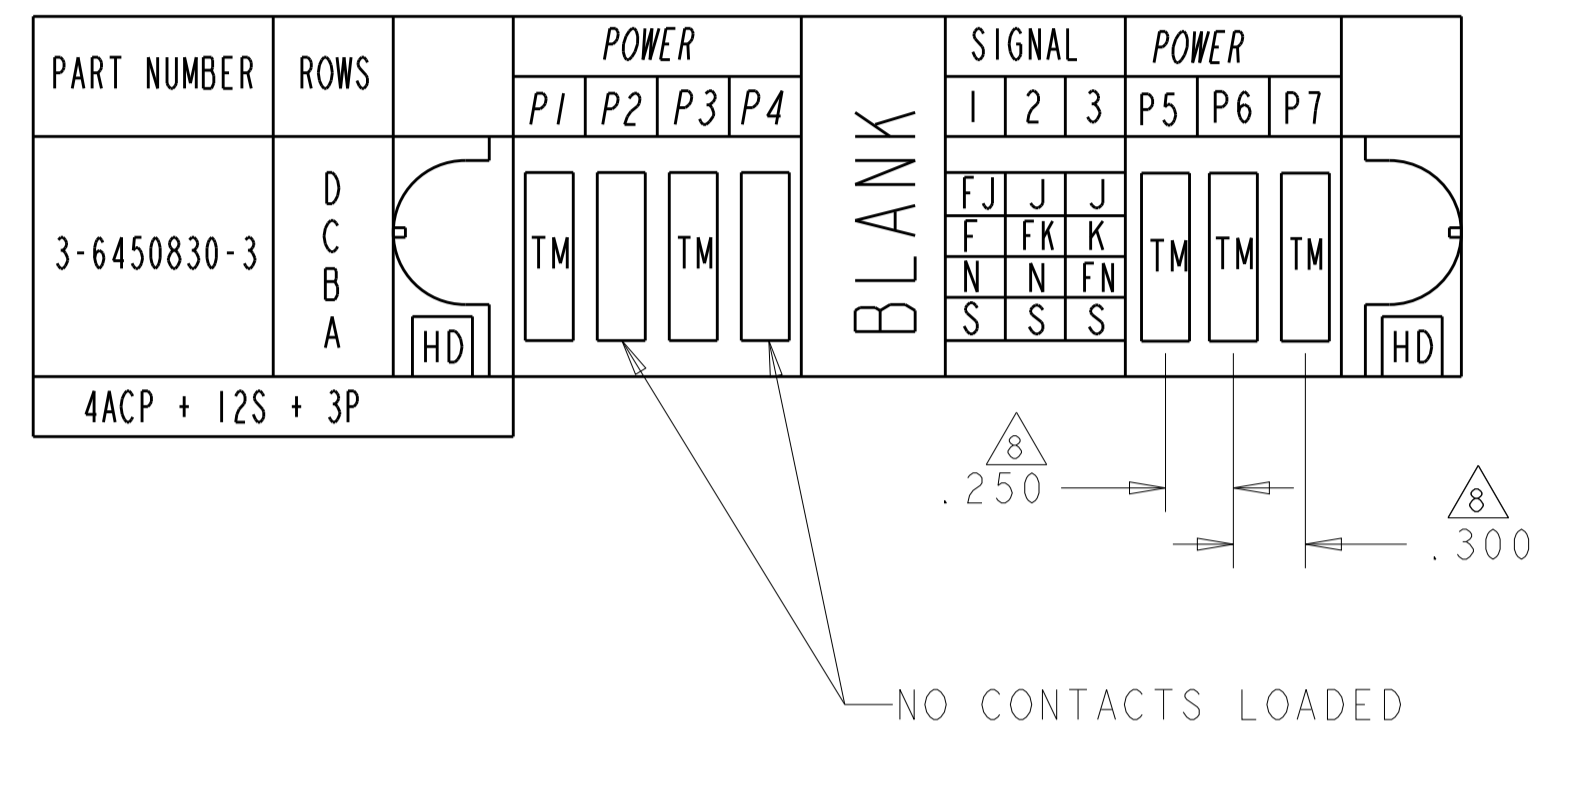 PART NUMBER ROWS POWER BLANK SIGNAL POWER
P1 P2 P3 P4 1 2 3 P5 P6 P7
D FJ J J
3-6450830-3 C TM TM F FK K TM TM TM
B N N FN
A HD S S S HD
4ACP + 12S + 3P
8 .250
8 .300
NO CONTACTS LOADED